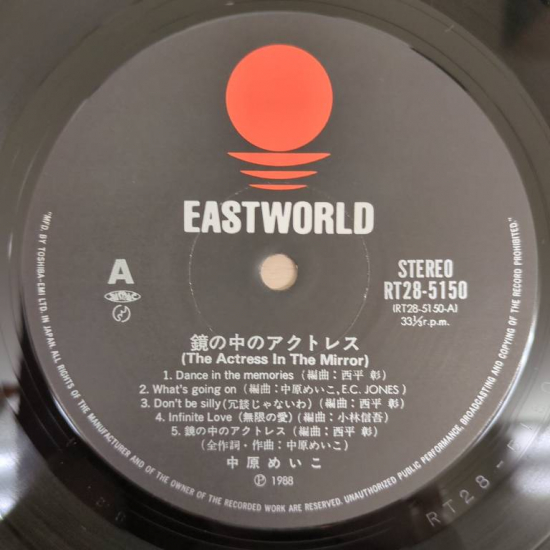 EASTWORLD
A
STEREO
RT28-5150
(RT28-5150-A)
33⅓r.p.m.
鏡の中のアクトレス
(The Actress In The Mirror)
1. Dance in the memories (編曲：西平 彰)
2. What's going on (編曲：中原めいこ, E.C. JONES)
3. Don't be silly (冗談じゃないわ) (編曲：西平 彰)
4. Infinite Love (無限の愛) (編曲：小林信吾)
5. 鏡の中のアクトレス (編曲：西平 彰)
(全作詞・作曲：中原めいこ)
中原めいこ
Ⓟ 1988
"MF'D. BY TOSHIBA-EMI LTD. IN JAPAN. ALL RIGHTS OF THE MANUFACTURER AND OF THE OWNER OF THE RECORDED WORK ARE RESERVED. UNAUTHORIZED PUBLIC PERFORMANCE, BROADCASTING AND COPYING OF THE RECORD PROHIBITED."